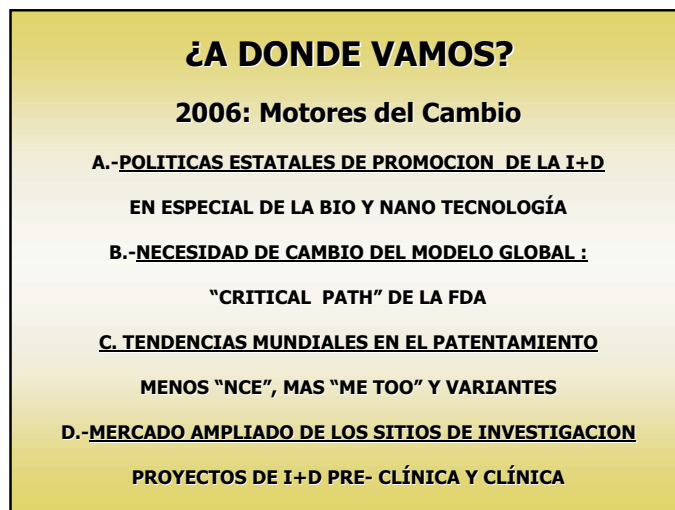 ¿A DONDE VAMOS?
2006: Motores del Cambio
A.-POLITICAS ESTATALES DE PROMOCION DE LA I+D
EN ESPECIAL DE LA BIO Y NANO TECNOLOGÍA
B.-NECESIDAD DE CAMBIO DEL MODELO GLOBAL :
“CRITICAL PATH” DE LA FDA
C. TENDENCIAS MUNDIALES EN EL PATENTAMIENTO
MENOS “NCE”, MAS “ME TOO” Y VARIANTES
D.-MERCADO AMPLIADO DE LOS SITIOS DE INVESTIGACION
PROYECTOS DE I+D PRE- CLÍNICA Y CLÍNICA